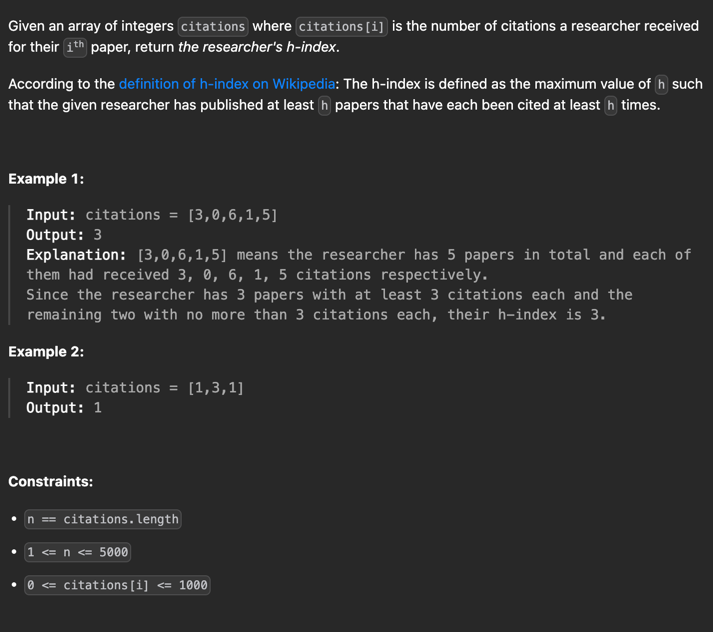 Given an array of integers citations where citations[i] is the number of citations a researcher received
for their ith paper, return the researcher's h-index.
According to the definition of h-index on Wikipedia: The h-index is defined as the maximum value of h such
that the given researcher has published at least h papers that have each been cited at least h times.
Example 1:
Input: citations = [3,0,6,1,5]
Output: 3
Explanation: [3,0,6,1,5] means the researcher has 5 papers in total and each of
them had received 3, 0, 6, 1, 5 citations respectively.
Since the researcher has 3 papers with at least 3 citations each and the
remaining two with no more than 3 citations each, their h-index is 3.
Example 2:
Input: citations = [1,3,1]
Output: 1
Constraints:
• n == citations.length
• 1 <= n <= 5000
• 0 <= citations[i] <= 1000